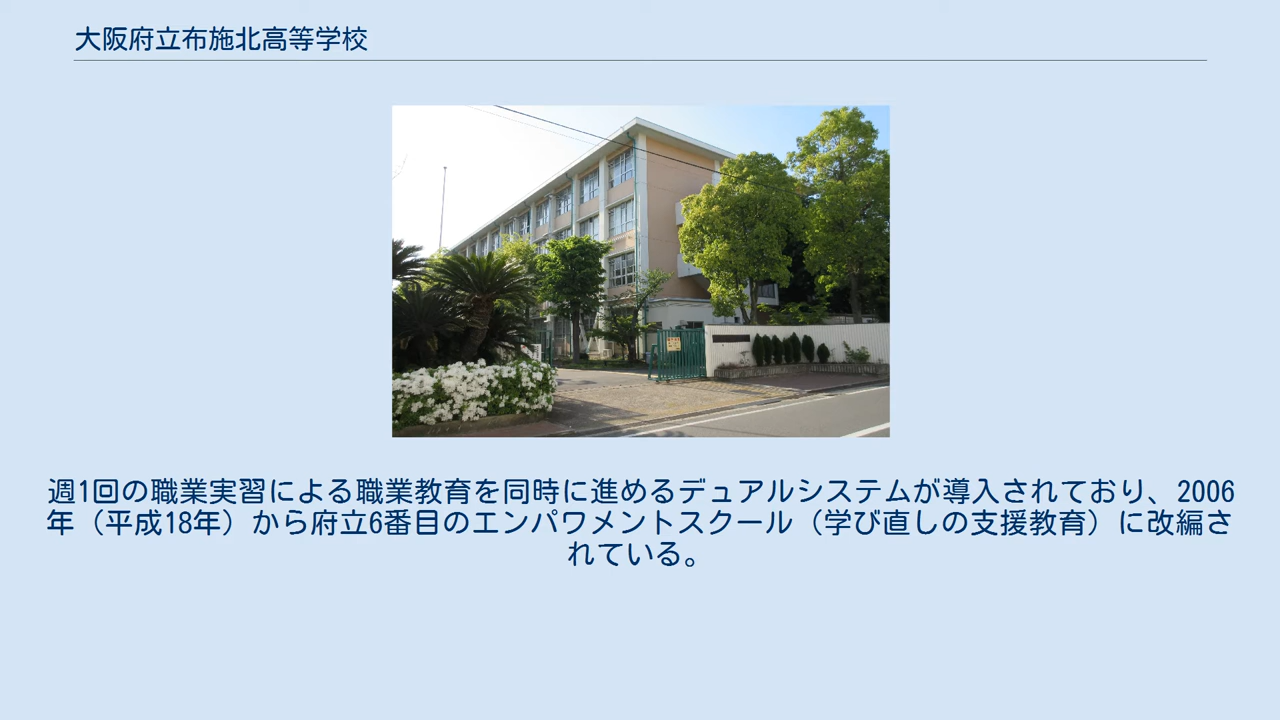 大阪府立布施北高等学校
週1回の職業実習による職業教育を同時に進めるデュアルシステムが導入されており、2006
年（平成18年）から府立6番目のエンパワメントスクール（学び直しの支援教育）に改編さ
れている。